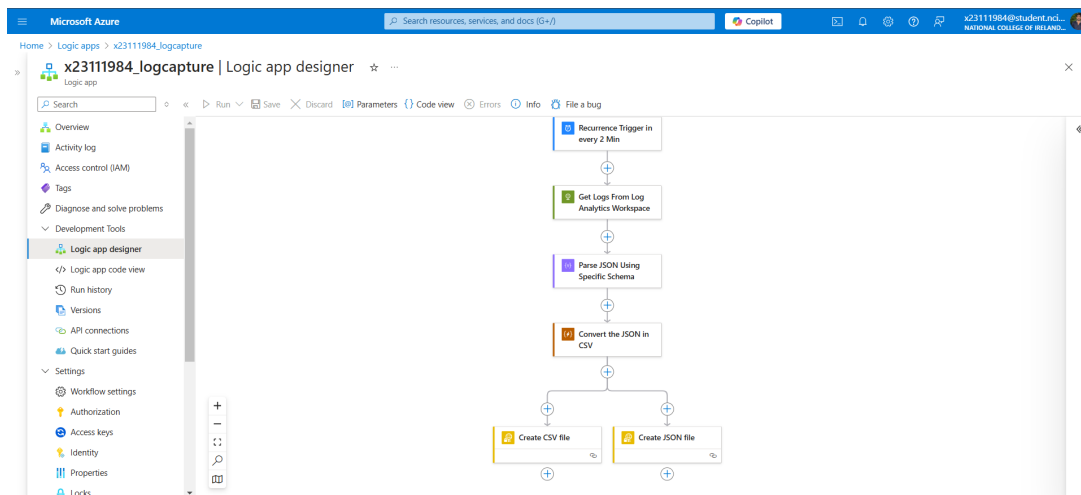 Microsoft Azure
Search resources, services, and docs (G+/)
Copilot
x23111984@student.nci...
NATIONAL COLLEGE OF IRELAND...
Home > Logic apps > x23111984_logcapture
x23111984_logcapture | Logic app designer
Logic app
Search
Run
Save
Discard
Parameters
Code view
Errors
Info
File a bug
Overview
Activity log
Access control (IAM)
Tags
Diagnose and solve problems
Development Tools
Logic app designer
Logic app code view
Run history
Versions
API connections
Quick start guides
Settings
Workflow settings
Authorization
Access keys
Identity
Properties
Locks
Recurrence Trigger in
every 2 Min
Get Logs From Log
Analytics Workspace
Parse JSON Using
Specific Schema
Convert the JSON in
CSV
Create CSV file
Create JSON file